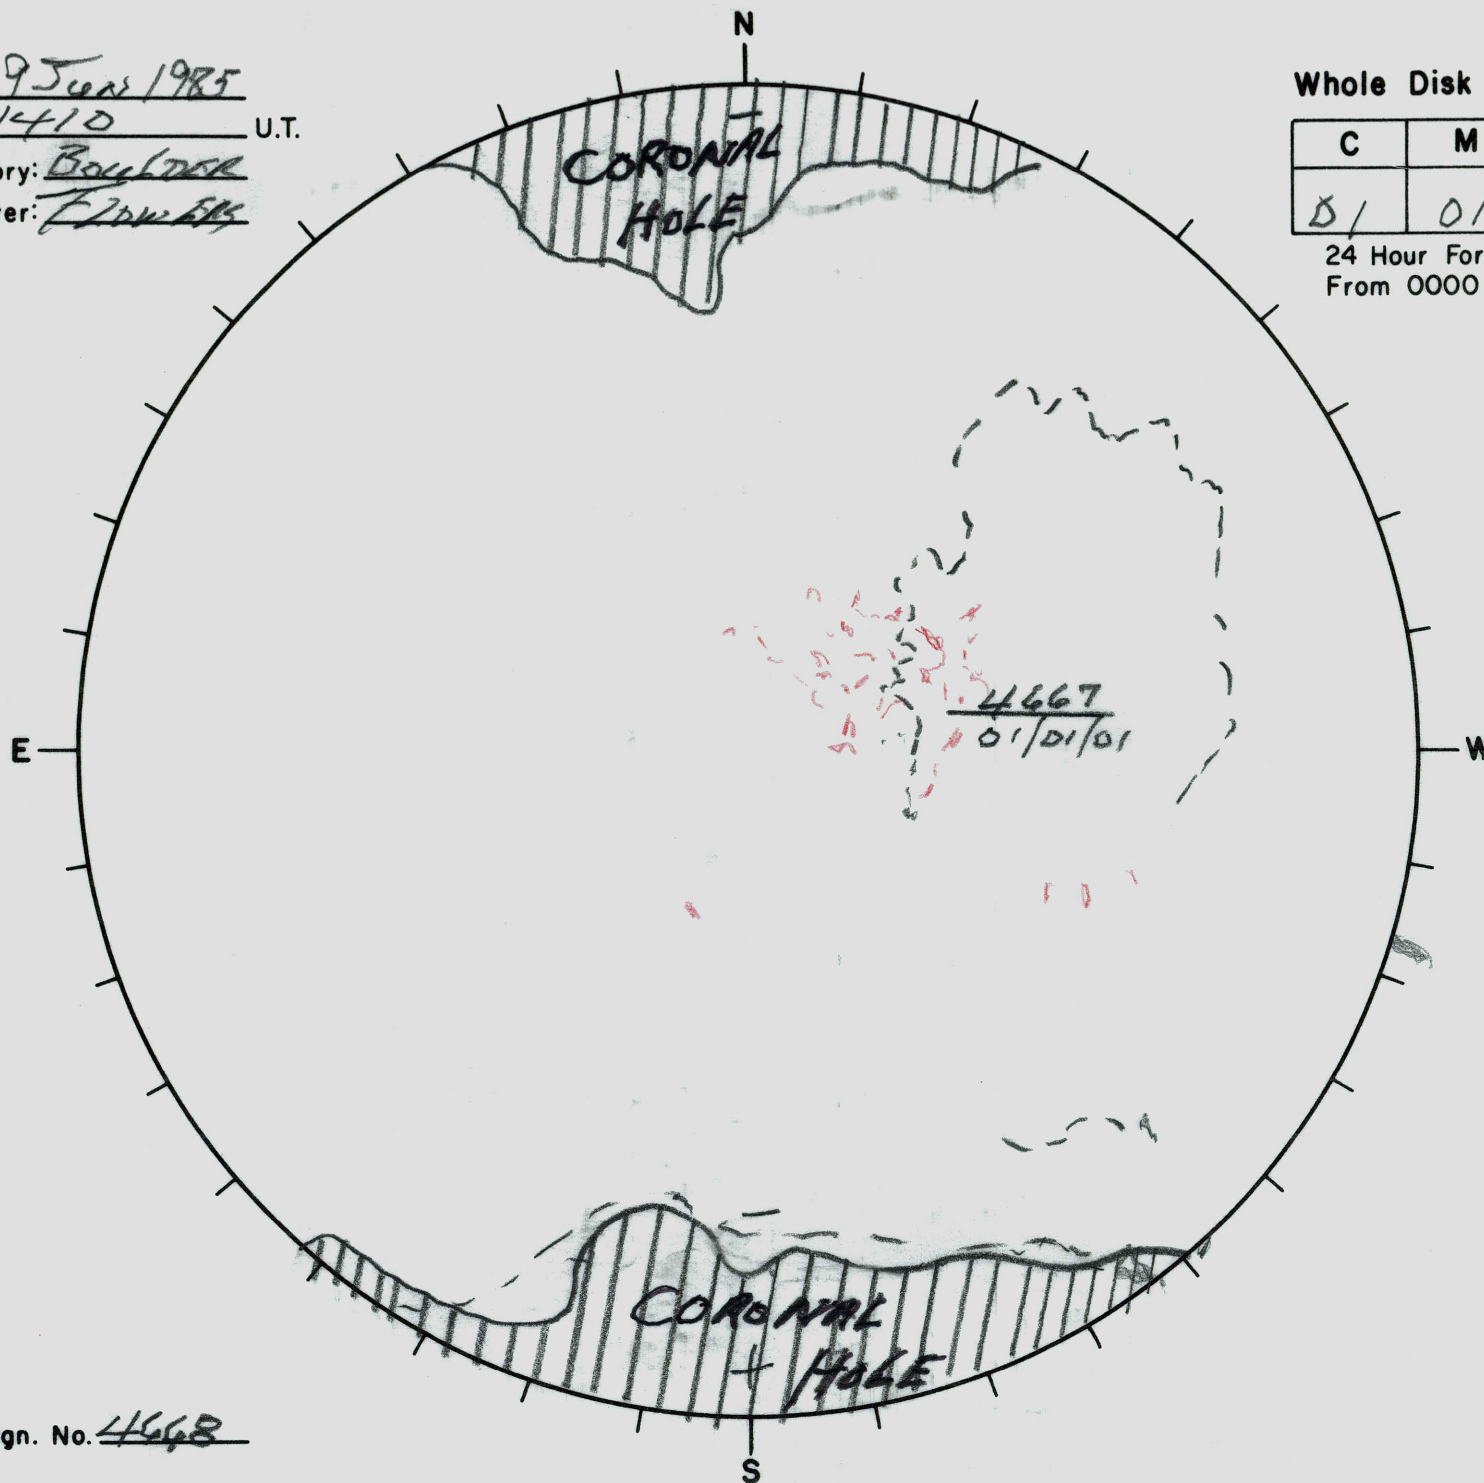 N
9 Jun 1985
1410 U.T.
ory: Boulder
er: Flowers
Whole Disk
C M
01 01
24 Hour For
From 0000
CORONAL
HOLE
4667
01/01/01
E
W
CORONAL
HOLE
gn. No. 4668
S